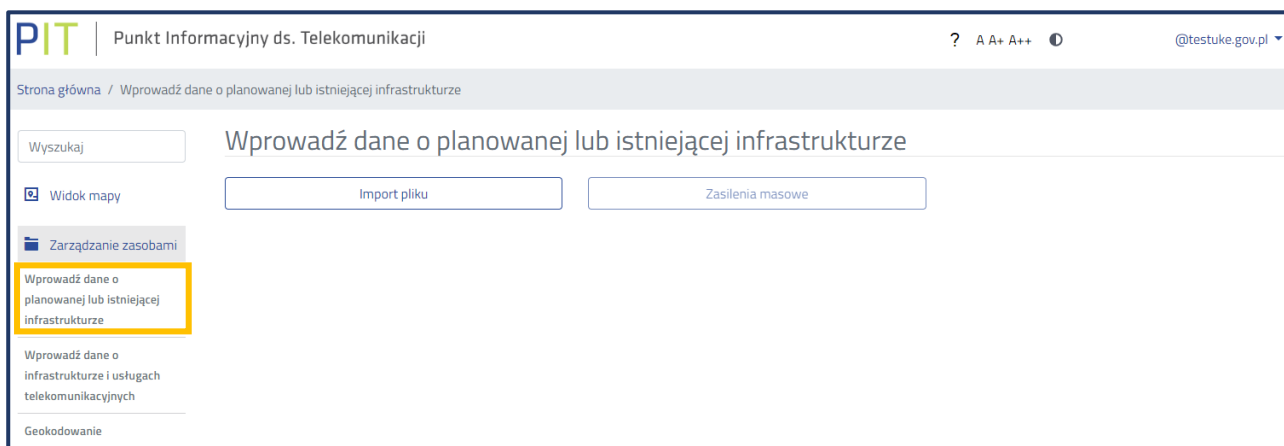 PIT Punkt Informacyjny ds. Telekomunikacji ? A A+ A++ @testuke.gov.pl
Strona główna / Wprowadź dane o planowanej lub istniejącej infrastrukturze
Wyszukaj
Widok mapy
Zarządzanie zasobami
Wprowadź dane o
planowanej lub istniejącej
infrastrukturze
Wprowadź dane o
infrastrukturze i usługach
telekomunikacyjnych
Geokodowanie
Wprowadź dane o planowanej lub istniejącej infrastrukturze
Import pliku
Zasilenia masowe